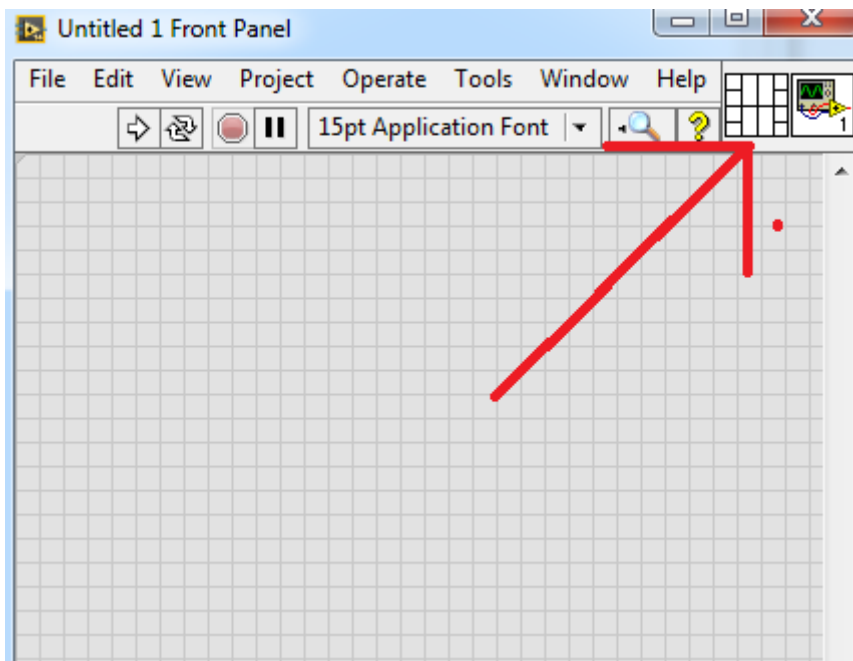 Untitled 1 Front Panel
File Edit View Project Operate Tools Window Help
15pt Application Font ?
1